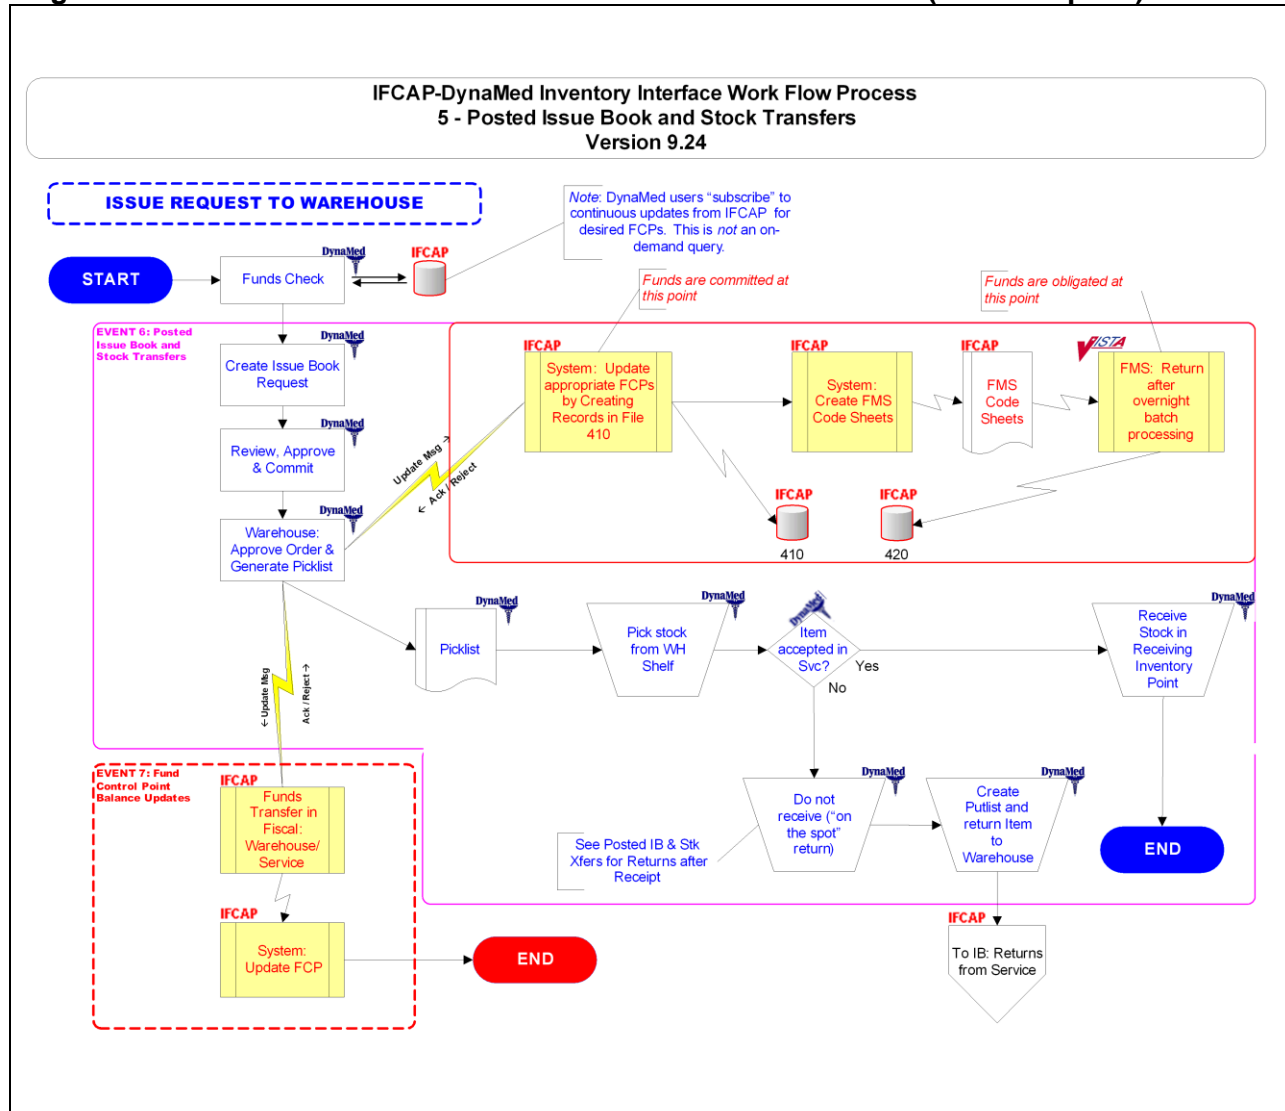 IFCAP-DynaMed Inventory Interface Work Flow Process
5 - Posted Issue Book and Stock Transfers
Version 9.24
ISSUE REQUEST TO WAREHOUSE
Note: DynaMed users “subscribe” to
continuous updates from IFCAP for
desired FCPs. This is not an on-
demand query.
START
Funds Check
DynaMed
IFCAP
Funds are committed at
this point
Funds are obligated at
this point
EVENT 6: Posted
Issue Book and
Stock Transfers
DynaMed
Create Issue Book
Request
DynaMed
Review, Approve
& Commit
DynaMed
Warehouse:
Approve Order &
Generate Picklist
Update Msg →
← Ack / Reject
IFCAP
System: Update
appropriate FCPs
by Creating
Records in File
410
IFCAP
System:
Create FMS
Code Sheets
IFCAP
FMS
Code
Sheets
VISTA
FMS: Return
after
overnight
batch
processing
IFCAP
410
IFCAP
420
DynaMed
Picklist
DynaMed
Pick stock
from WH
Shelf
DynaMed
Item
accepted in
Svc?
Yes
No
DynaMed
Receive
Stock in
Receiving
Inventory
Point
← Update Msg
Ack / Reject →
EVENT 7: Fund
Control Point
Balance Updates
IFCAP
Funds
Transfer in
Fiscal:
Warehouse/
Service
IFCAP
System:
Update FCP
END
See Posted IB & Stk
Xfers for Returns after
Receipt
DynaMed
Do not
receive (“on
the spot”
return)
DynaMed
Create
Putlist and
return Item
to
Warehouse
END
IFCAP
To IB: Returns
from Service